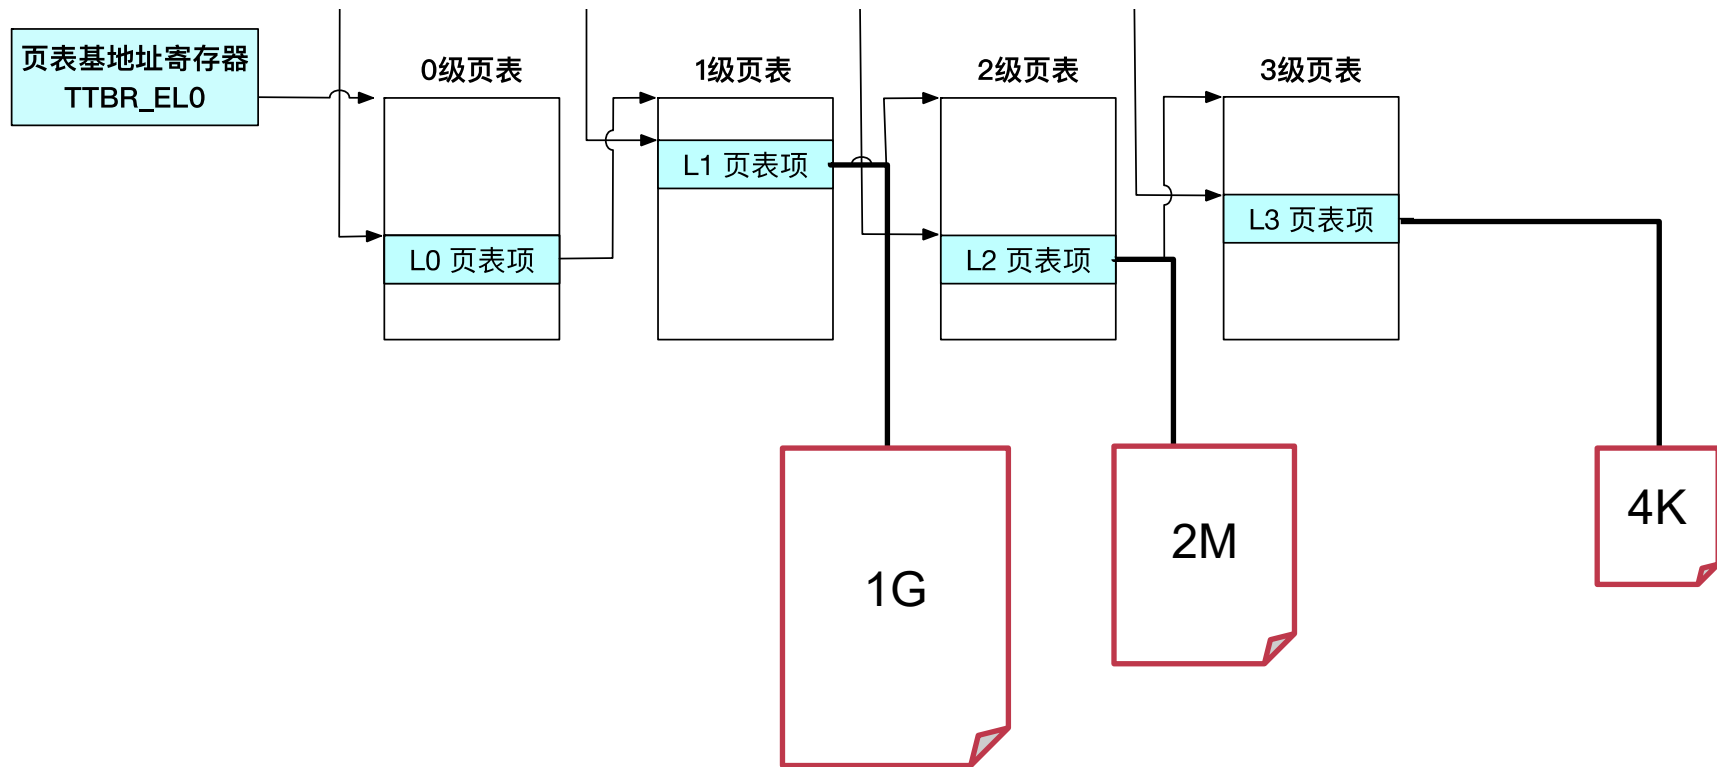 页表基地址寄存器
TTBR_EL0
0级页表
1级页表
2级页表
3级页表
L0 页表项
L1 页表项
L2 页表项
L3 页表项
1G
2M
4K